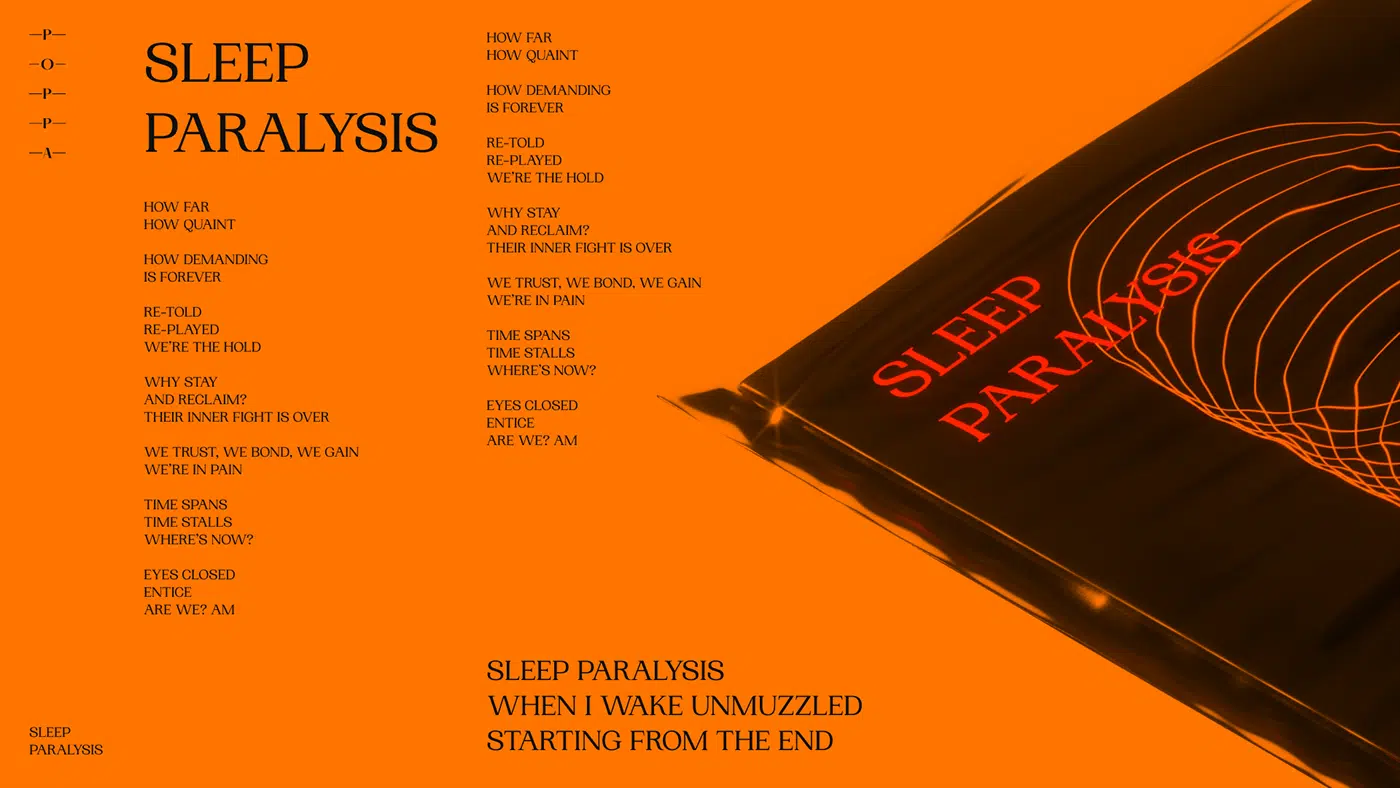 —P—
—O—
—P—
—P—
—A—
SLEEP
PARALYSIS
HOW FAR
HOW QUAINT
HOW DEMANDING
IS FOREVER
RE-TOLD
RE-PLAYED
WE'RE THE HOLD
WHY STAY
AND RECLAIM?
THEIR INNER FIGHT IS OVER
WE TRUST, WE BOND, WE GAIN
WE'RE IN PAIN
TIME SPANS
TIME STALLS
WHERE'S NOW?
EYES CLOSED
ENTICE
ARE WE? AM
HOW FAR
HOW QUAINT
HOW DEMANDING
IS FOREVER
RE-TOLD
RE-PLAYED
WE'RE THE HOLD
WHY STAY
AND RECLAIM?
THEIR INNER FIGHT IS OVER
WE TRUST, WE BOND, WE GAIN
WE'RE IN PAIN
TIME SPANS
TIME STALLS
WHERE'S NOW?
EYES CLOSED
ENTICE
ARE WE? AM
SLEEP PARALYSIS
WHEN I WAKE UNMUZZLED
STARTING FROM THE END
SLEEP
PARALYSIS
SLEEP
PARALYSIS